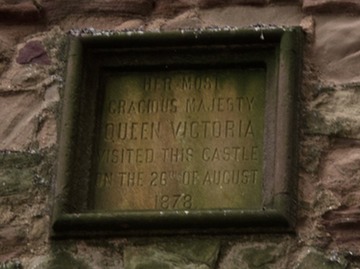 HER MOST
GRACIOUS MAJESTY
QUEEN VICTORIA
VISITED THIS CASTLE
ON THE 26TH OF AUGUST
1878